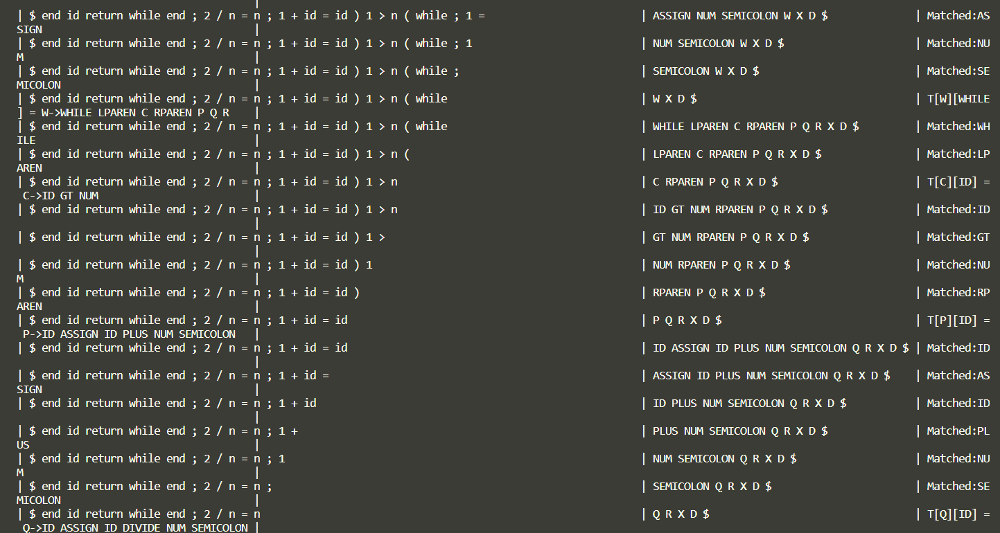 |
| $ end id return while end ; 2 / n = n ; 1 + id = id ) 1 > n ( while ; 1 = | ASSIGN NUM SEMICOLON W X D $ | Matched:AS
SIGN |
| $ end id return while end ; 2 / n = n ; 1 + id = id ) 1 > n ( while ; 1 | NUM SEMICOLON W X D $ | Matched:NU
M |
| $ end id return while end ; 2 / n = n ; 1 + id = id ) 1 > n ( while ; | SEMICOLON W X D $ | Matched:SE
MICOLON |
| $ end id return while end ; 2 / n = n ; 1 + id = id ) 1 > n ( while | W X D $ | T[W][WHILE
] = W->WHILE LPAREN C RPAREN P Q R |
| $ end id return while end ; 2 / n = n ; 1 + id = id ) 1 > n ( while | WHILE LPAREN C RPAREN P Q R X D $ | Matched:WH
ILE |
| $ end id return while end ; 2 / n = n ; 1 + id = id ) 1 > n ( | LPAREN C RPAREN P Q R X D $ | Matched:LP
AREN |
| $ end id return while end ; 2 / n = n ; 1 + id = id ) 1 > n | C RPAREN P Q R X D $ | T[C][ID] =
C->ID GT NUM |
| $ end id return while end ; 2 / n = n ; 1 + id = id ) 1 > n | ID GT NUM RPAREN P Q R X D $ | Matched:ID
|
| $ end id return while end ; 2 / n = n ; 1 + id = id ) 1 > | GT NUM RPAREN P Q R X D $ | Matched:GT
|
| $ end id return while end ; 2 / n = n ; 1 + id = id ) 1 | NUM RPAREN P Q R X D $ | Matched:NU
M |
| $ end id return while end ; 2 / n = n ; 1 + id = id ) | RPAREN P Q R X D $ | Matched:RP
AREN |
| $ end id return while end ; 2 / n = n ; 1 + id = id | P Q R X D $ | T[P][ID] =
P->ID ASSIGN ID PLUS NUM SEMICOLON |
| $ end id return while end ; 2 / n = n ; 1 + id = id | ID ASSIGN ID PLUS NUM SEMICOLON Q R X D $ | Matched:ID
|
| $ end id return while end ; 2 / n = n ; 1 + id = | ASSIGN ID PLUS NUM SEMICOLON Q R X D $ | Matched:AS
SIGN |
| $ end id return while end ; 2 / n = n ; 1 + id | ID PLUS NUM SEMICOLON Q R X D $ | Matched:ID
|
| $ end id return while end ; 2 / n = n ; 1 + | PLUS NUM SEMICOLON Q R X D $ | Matched:PL
US |
| $ end id return while end ; 2 / n = n ; 1 | NUM SEMICOLON Q R X D $ | Matched:NU
M |
| $ end id return while end ; 2 / n = n ; | SEMICOLON Q R X D $ | Matched:SE
MICOLON |
| $ end id return while end ; 2 / n = n | Q R X D $ | T[Q][ID] =
Q->ID ASSIGN ID DIVIDE NUM SEMICOLON |